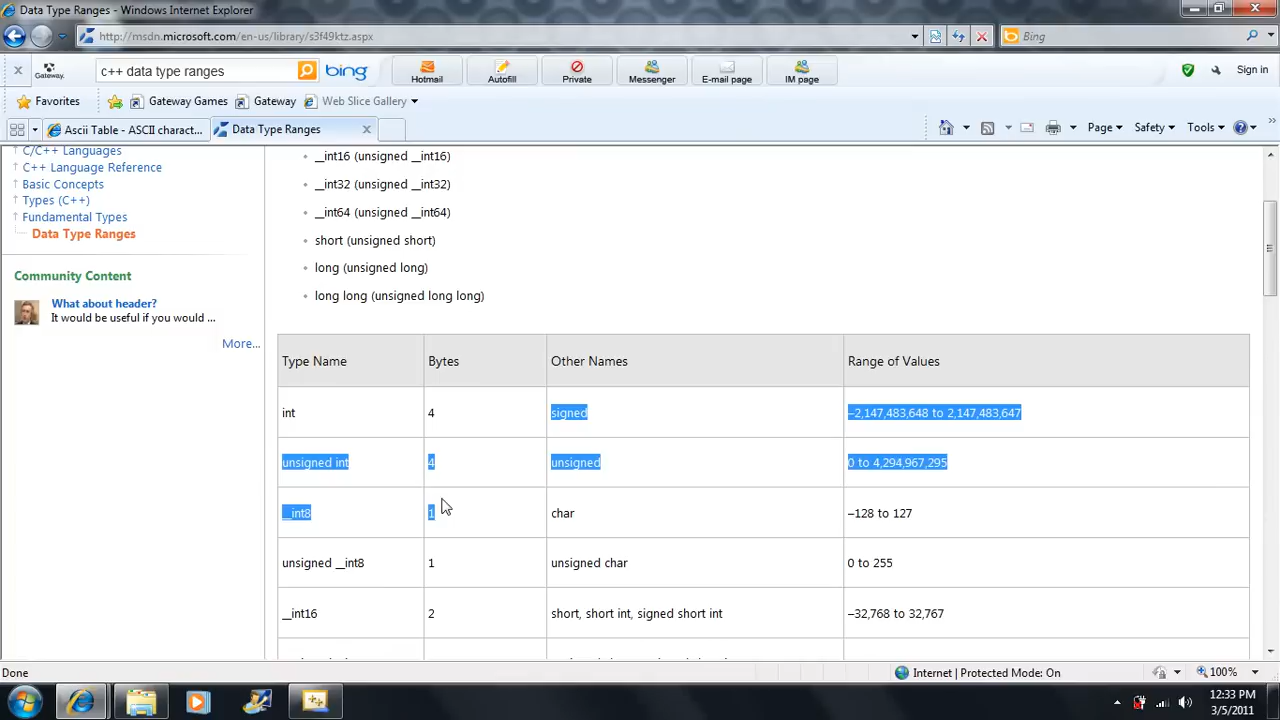 Data Type Ranges - Windows Internet Explorer
http://msdn.microsoft.com/en-us/library/s3f49ktz.aspx
Bing
Gateway. c++ data type ranges bing Hotmail Autofill Private Messenger E-mail page IM page Sign in
Favorites Gateway Games Gateway Web Slice Gallery
Ascii Table - ASCII charact... Data Type Ranges Page Safety Tools
C/C++ Languages
C++ Language Reference
Basic Concepts
Types (C++)
Fundamental Types
Data Type Ranges
Community Content
What about header?
It would be useful if you would ...
More...
__int16 (unsigned __int16)
__int32 (unsigned __int32)
__int64 (unsigned __int64)
short (unsigned short)
long (unsigned long)
long long (unsigned long long)
Type Name Bytes Other Names Range of Values
int 4 signed –2,147,483,648 to 2,147,483,647
unsigned int 4 unsigned 0 to 4,294,967,295
__int8 1 char –128 to 127
unsigned __int8 1 unsigned char 0 to 255
__int16 2 short, short int, signed short int –32,768 to 32,767
Done Internet | Protected Mode: On 100%
12:33 PM
3/5/2011